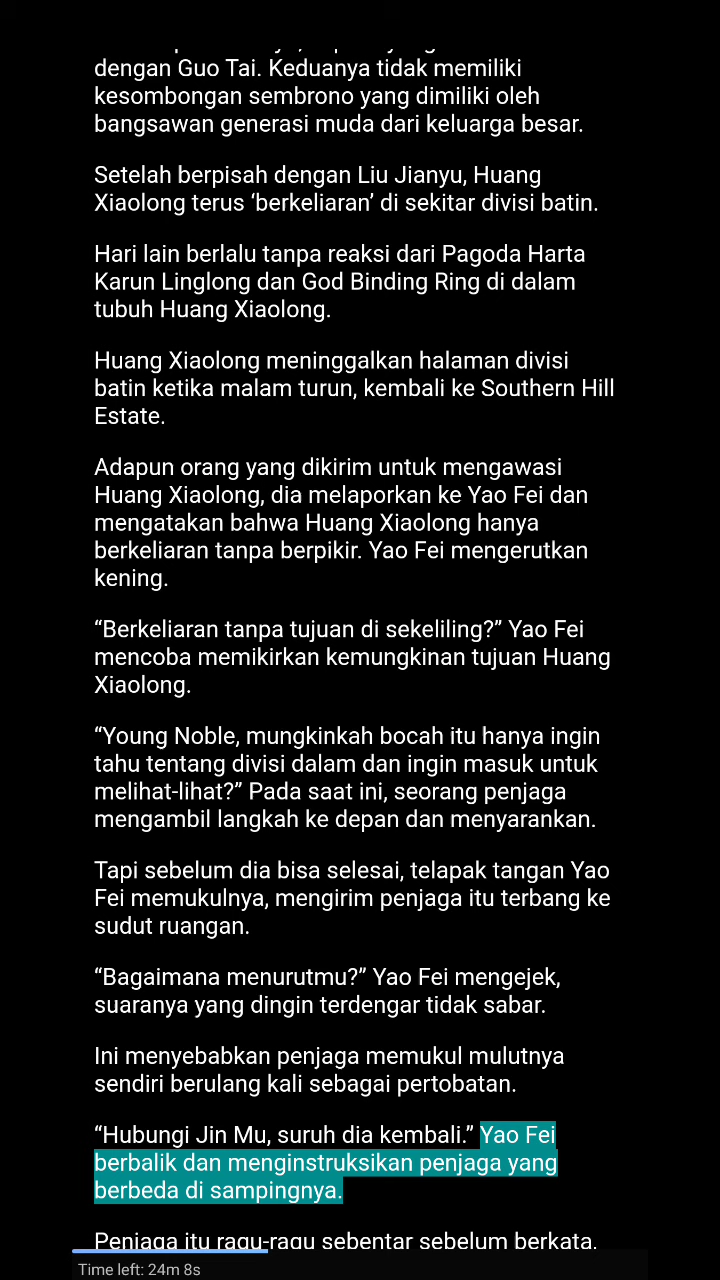 dengan Guo Tai. Keduanya tidak memiliki
kesombongan sembrono yang dimiliki oleh
bangsawan generasi muda dari keluarga besar.
Setelah berpisah dengan Liu Jianyu, Huang
Xiaolong terus ‘berkeliaran’ di sekitar divisi batin.
Hari lain berlalu tanpa reaksi dari Pagoda Harta
Karun Linglong dan God Binding Ring di dalam
tubuh Huang Xiaolong.
Huang Xiaolong meninggalkan halaman divisi
batin ketika malam turun, kembali ke Southern Hill
Estate.
Adapun orang yang dikirim untuk mengawasi
Huang Xiaolong, dia melaporkan ke Yao Fei dan
mengatakan bahwa Huang Xiaolong hanya
berkeliaran tanpa berpikir. Yao Fei mengerutkan
kening.
“Berkeliaran tanpa tujuan di sekeliling?” Yao Fei
mencoba memikirkan kemungkinan tujuan Huang
Xiaolong.
“Young Noble, mungkinkah bocah itu hanya ingin
tahu tentang divisi dalam dan ingin masuk untuk
melihat-lihat?” Pada saat ini, seorang penjaga
mengambil langkah ke depan dan menyarankan.
Tapi sebelum dia bisa selesai, telapak tangan Yao
Fei memukulnya, mengirim penjaga itu terbang ke
sudut ruangan.
“Bagaimana menurutmu?” Yao Fei mengejek,
suaranya yang dingin terdengar tidak sabar.
Ini menyebabkan penjaga memukul mulutnya
sendiri berulang kali sebagai pertobatan.
“Hubungi Jin Mu, suruh dia kembali.” Yao Fei
berbalik dan menginstruksikan penjaga yang
berbeda di sampingnya.
Penjaga itu ragu-ragu sebentar sebelum berkata.
Time left: 24m 8s